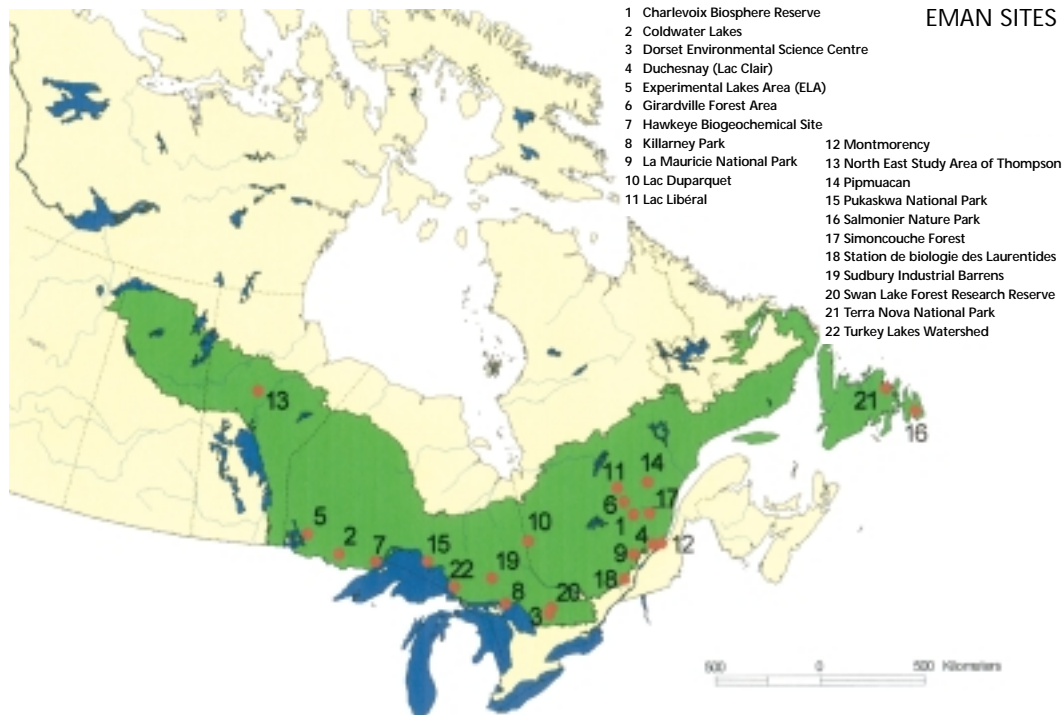 EMAN SITES
1 Charlevoix Biosphere Reserve
2 Coldwater Lakes
3 Dorset Environmental Science Centre
4 Duchesnay (Lac Clair)
5 Experimental Lakes Area (ELA)
6 Girardville Forest Area
7 Hawkeye Biogeochemical Site
8 Killarney Park
9 La Mauricie National Park
10 Lac Duparquet
11 Lac Libéral
12 Montmorency
13 North East Study Area of Thompson
14 Pipmuacan
15 Pukaskwa National Park
16 Salmonier Nature Park
17 Simoncouche Forest
18 Station de biologie des Laurentides
19 Sudbury Industrial Barrens
20 Swan Lake Forest Research Reserve
21 Terra Nova National Park
22 Turkey Lakes Watershed
13
21
16
11
14
6
17
5
10
1
4
12
2
7
15
19
9
22
18
8
20
3
500 0 500 Kilometers